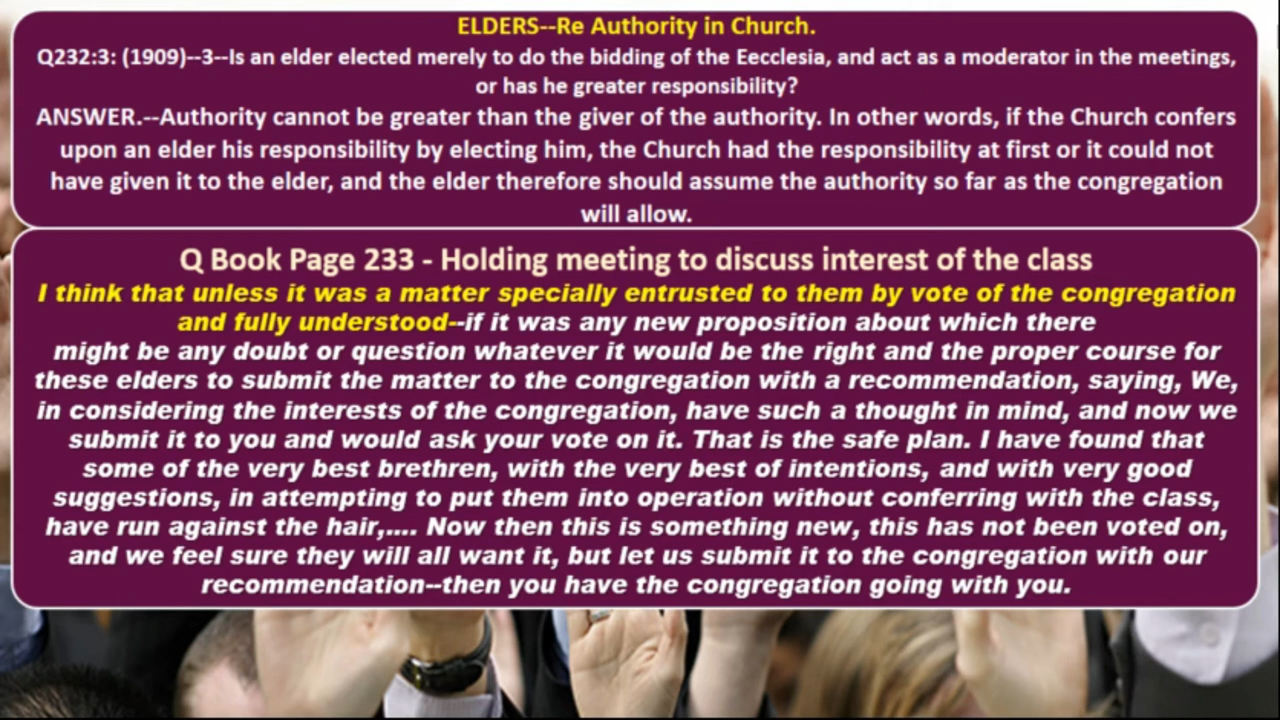 ELDERS--Re Authority in Church.
Q232:3: (1909)--3--Is an elder elected merely to do the bidding of the Eecclesia, and act as a moderator in the meetings,
or has he greater responsibility?
ANSWER.--Authority cannot be greater than the giver of the authority. In other words, if the Church confers
upon an elder his responsibility by electing him, the Church had the responsibility at first or it could not
have given it to the elder, and the elder therefore should assume the authority so far as the congregation
will allow.
Q Book Page 233 - Holding meeting to discuss interest of the class
I think that unless it was a matter specially entrusted to them by vote of the congregation
and fully understood--if it was any new proposition about which there
might be any doubt or question whatever it would be the right and the proper course for
these elders to submit the matter to the congregation with a recommendation, saying, We,
in considering the interests of the congregation, have such a thought in mind, and now we
submit it to you and would ask your vote on it. That is the safe plan. I have found that
some of the very best brethren, with the very best of intentions, and with very good
suggestions, in attempting to put them into operation without conferring with the class,
have run against the hair,.... Now then this is something new, this has not been voted on,
and we feel sure they will all want it, but let us submit it to the congregation with our
recommendation--then you have the congregation going with you.